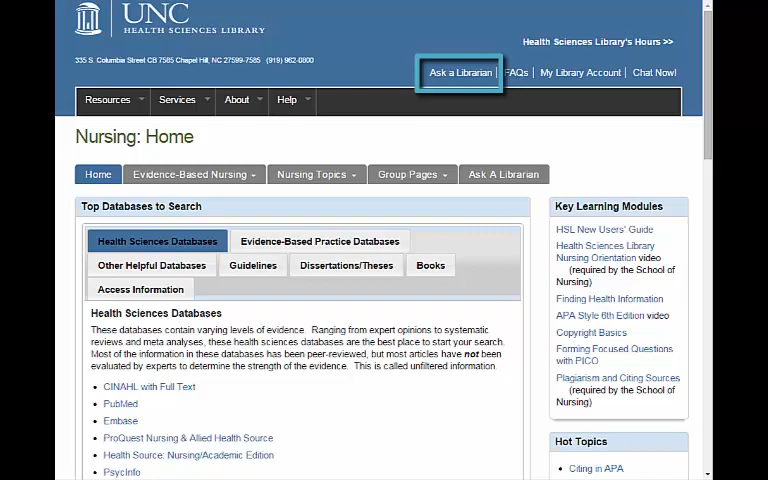 UNC
HEALTH SCIENCES LIBRARY
Health Sciences Library's Hours >>
335 S. Columbia Street CB 7585 Chapel Hill, NC 27599-7585 (919) 962-0800
Ask a Librarian | FAQs | My Library Account | Chat Now!
Resources Services About Help
Nursing: Home
Home Evidence-Based Nursing Nursing Topics Group Pages Ask A Librarian
Top Databases to Search
Health Sciences Databases Evidence-Based Practice Databases
Other Helpful Databases Guidelines Dissertations/Theses Books
Access Information
Health Sciences Databases
These databases contain varying levels of evidence. Ranging from expert opinions to systematic
reviews and meta analyses, these health sciences databases are the best place to start your search.
Most of the information in these databases has been peer-reviewed, but most articles have not been
evaluated by experts to determine the strength of the evidence. This is called unfiltered information.
• CINAHL with Full Text
• PubMed
• Embase
• ProQuest Nursing & Allied Health Source
• Health Source: Nursing/Academic Edition
• PsycInfo
Key Learning Modules
HSL New Users' Guide
Health Sciences Library
Nursing Orientation video
(required by the School of
Nursing)
Finding Health Information
APA Style 6th Edition video
Copyright Basics
Forming Focused Questions
with PICO
Plagiarism and Citing Sources
(required by the School of
Nursing)
Hot Topics
• Citing in APA